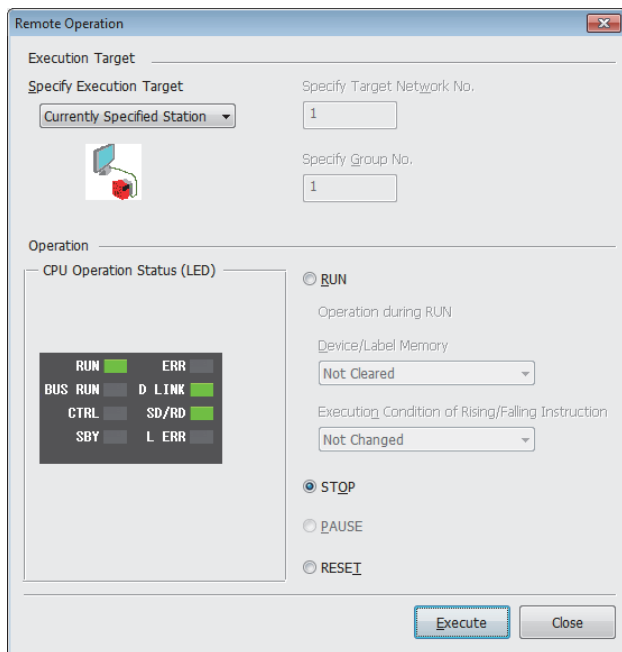 Remote Operation
Execution Target
Specify Execution Target
Currently Specified Station
Specify Target Network No.
1
Specify Group No.
1
Operation
CPU Operation Status (LED)
RUN ERR
BUS RUN D LINK
CTRL SD/RD
SBY L ERR
RUN
Operation during RUN
Device/Label Memory
Not Cleared
Execution Condition of Rising/Falling Instruction
Not Changed
STOP
PAUSE
RESET
Execute Close